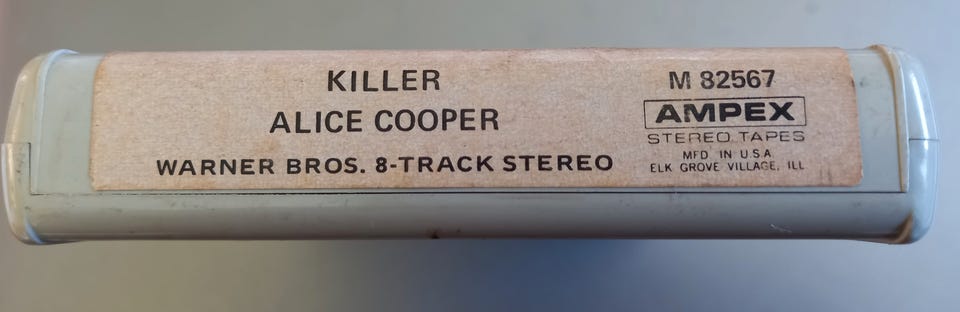 KILLER
ALICE COOPER
WARNER BROS. 8-TRACK STEREO
M 82567
AMPEX
STEREO TAPES
MFD IN U.S.A.
ELK GROVE VILLAGE, ILL